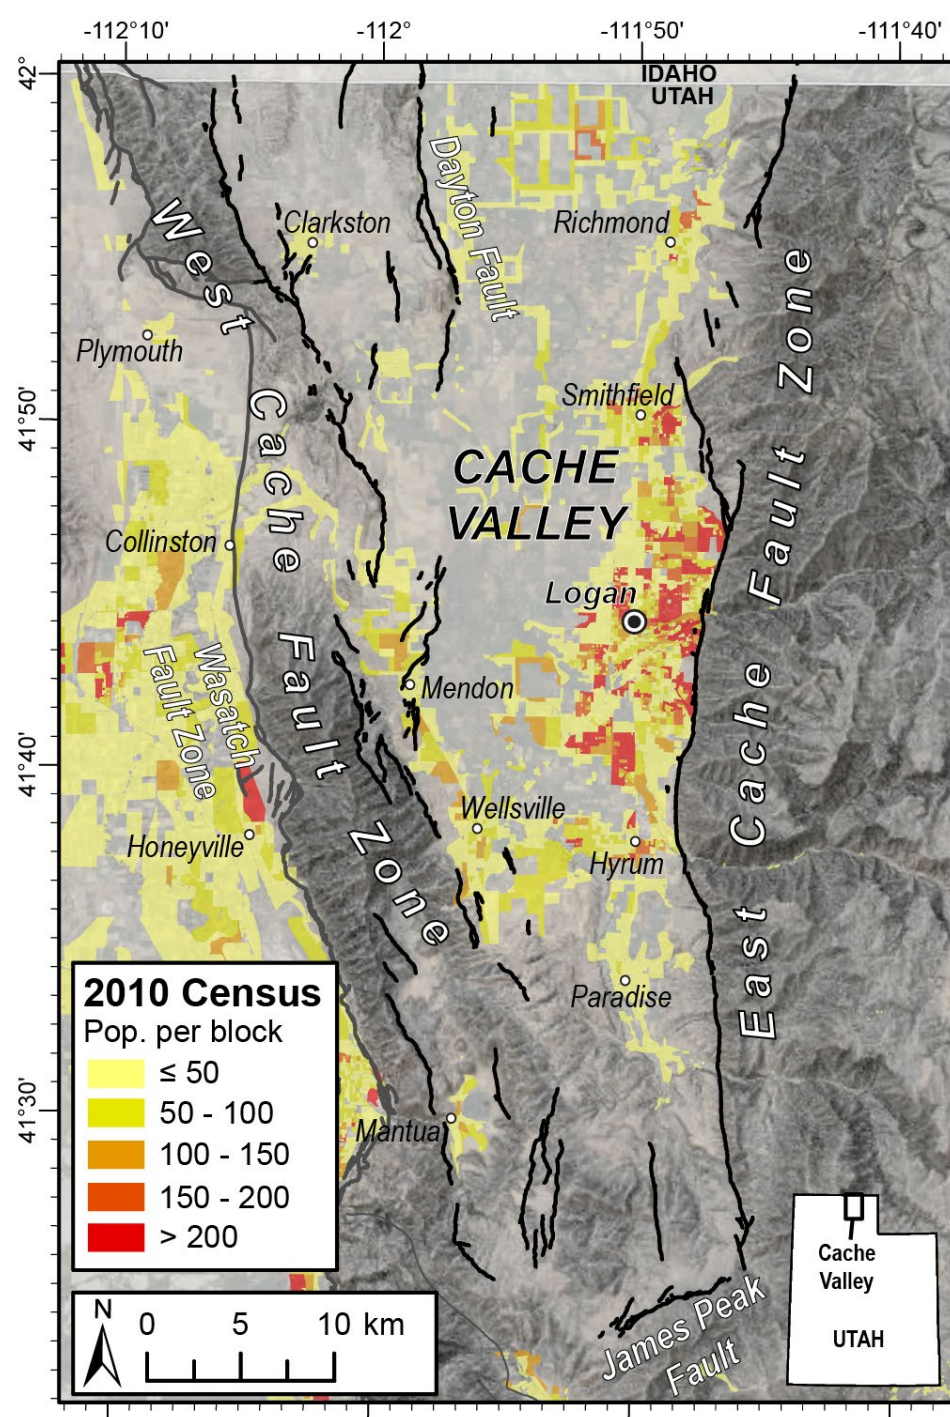 -112°10'
-112°
-111°50'
-111°40'
42°
IDAHO
UTAH
Dayton Fault
Clarkston
Richmond
West Cache Fault Zone
East Cache Fault Zone
Plymouth
Smithfield
41°50'
CACHE
VALLEY
Collinston
Logan
Wasatch
Fault Zone
Mendon
41°40'
Wellsville
Honeyville
Hyrum
Paradise
2010 Census
Pop. per block
≤ 50
50 - 100
100 - 150
150 - 200
> 200
41°30'
Mantua
Cache
Valley
UTAH
James Peak
Fault
N
0 5 10 km